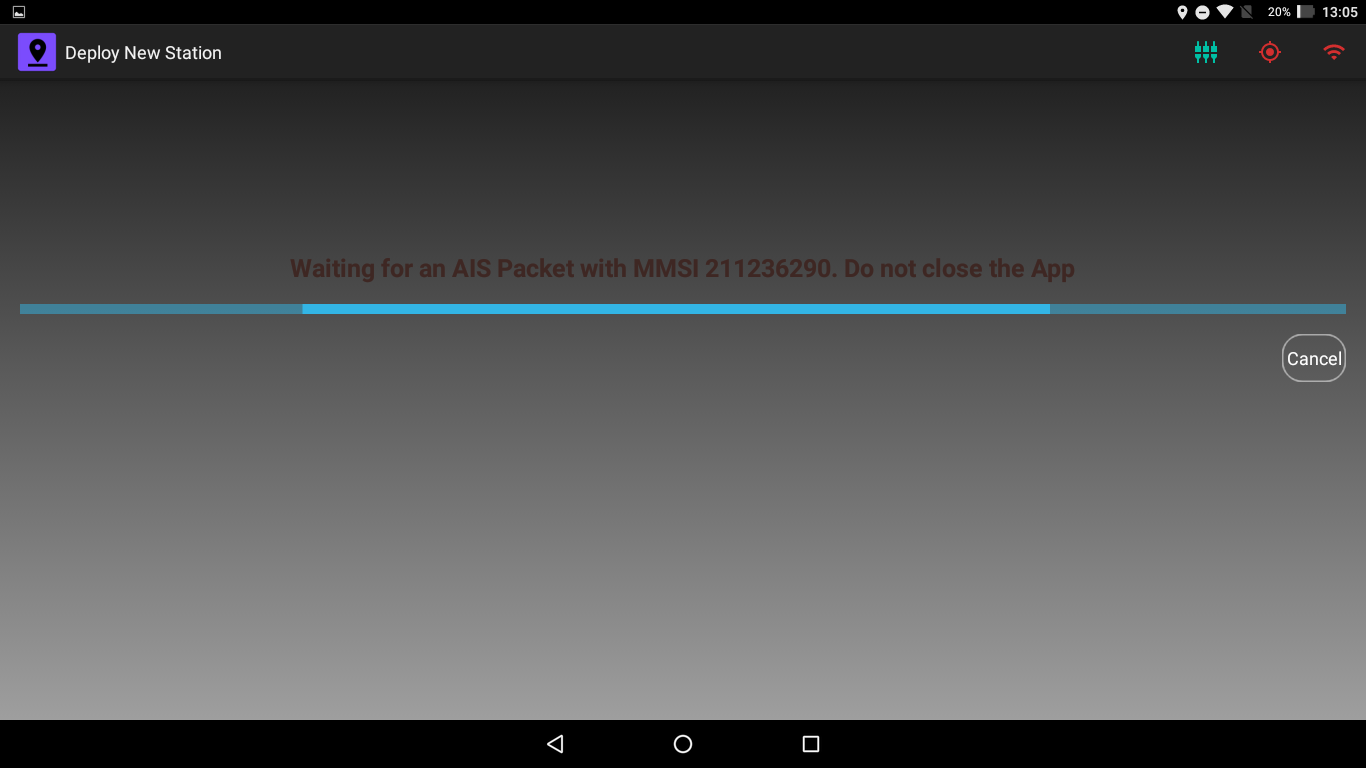 20% 13:05
Deploy New Station
Waiting for an AIS Packet with MMSI 211236290. Do not close the App
Cancel